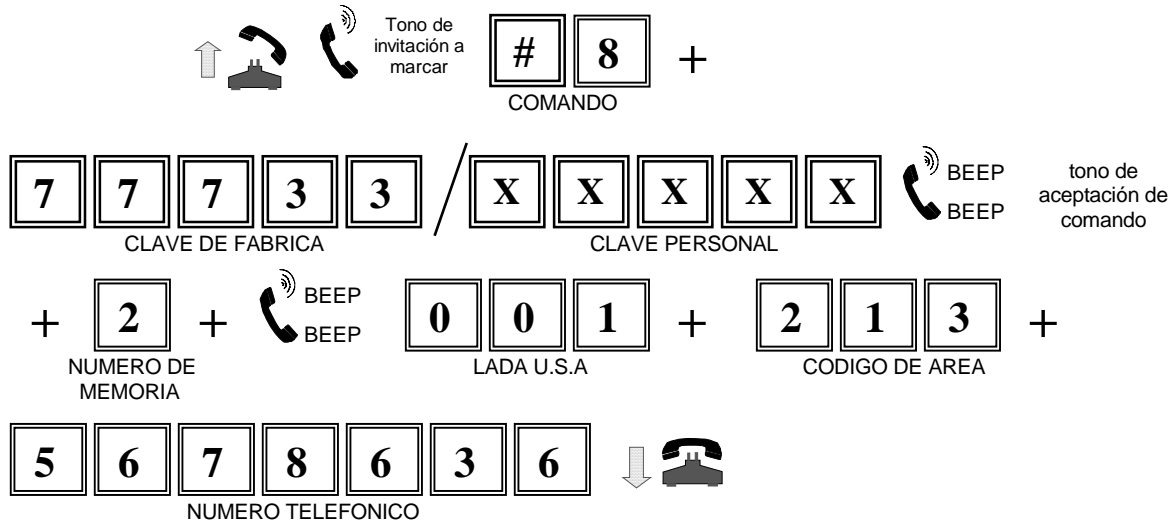 Tono de
invitación a
marcar
# 8 +
COMANDO
7 7 7 3 3 / X X X X X
BEEP
BEEP
tono de
aceptación de
comando
CLAVE DE FABRICA
CLAVE PERSONAL
+ 2 +
BEEP
BEEP
0 0 1 + 2 1 3 +
NUMERO DE
MEMORIA
LADA U.S.A
CODIGO DE AREA
5 6 7 8 6 3 6
NUMERO TELEFONICO